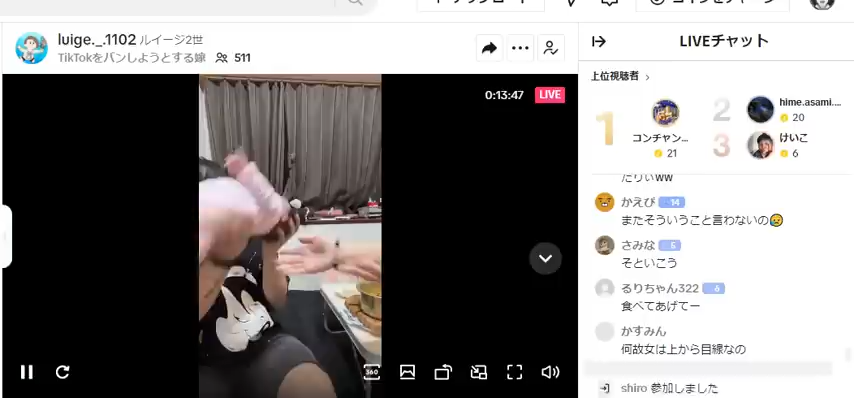 luige._.1102 ルイージ2世
TikTokをバンしようとする嫁 511
0:13:47 LIVE
360
LIVEチャット
上位視聴者
1
コンチャン...
21
2
hime.asami....
20
3
けいこ
6
たりぃww
かえぴ 14
またそういうこと言わないの😢
さみな 5
そといこう
るりちゃん322 6
食べてあげてー
かすみん
何故女は上から目線なの
shiro 参加しました